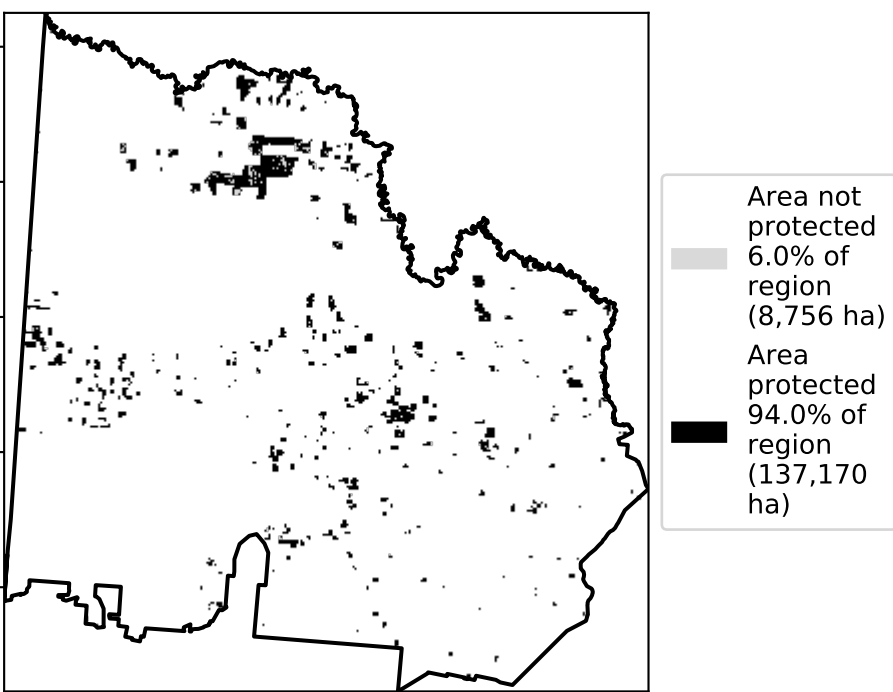 Area not
protected
6.0% of
region
(8,756 ha)
Area
protected
94.0% of
region
(137,170
ha)